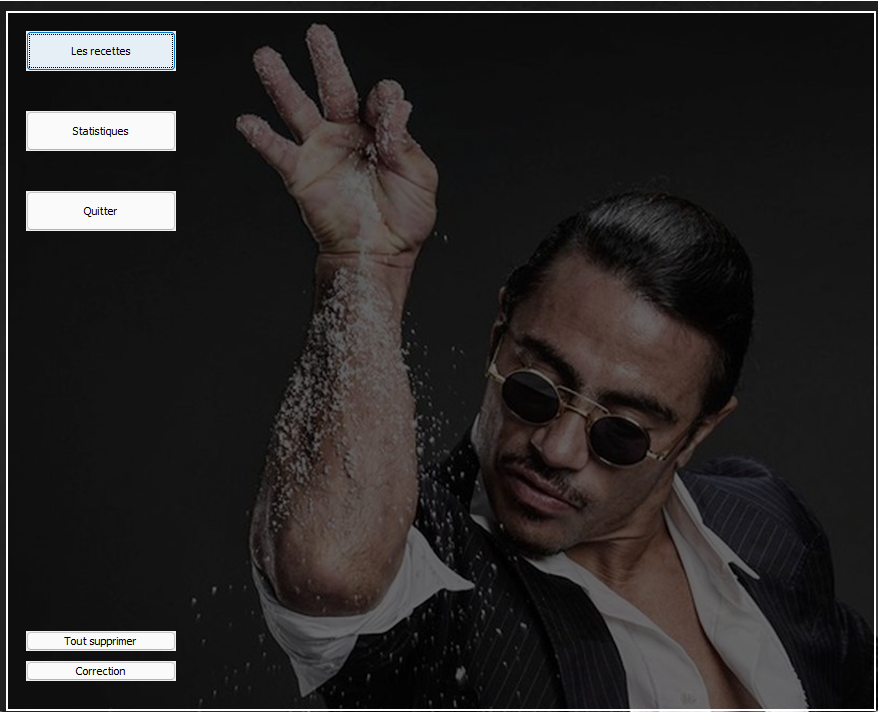 Les recettes
Statistiques
Quitter
Tout supprimer
Correction